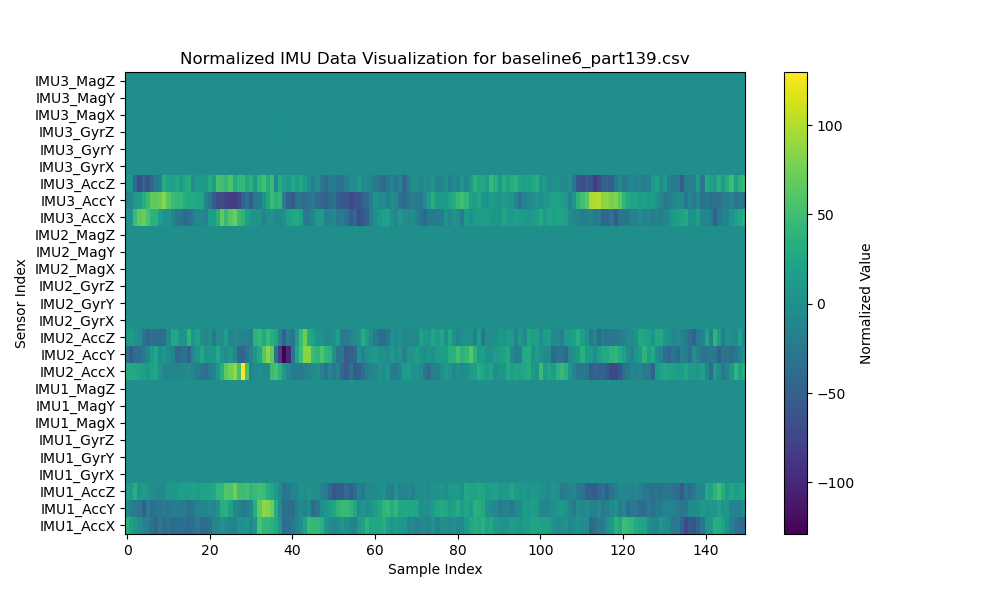 Normalized IMU Data Visualization for baseline6_part139.csv
IMU3_MagZ
IMU3_MagY
IMU3_MagX
IMU3_GyrZ
IMU3_GyrY
IMU3_GyrX
IMU3_AccZ
IMU3_AccY
IMU3_AccX
IMU2_MagZ
IMU2_MagY
IMU2_MagX
IMU2_GyrZ
IMU2_GyrY
IMU2_GyrX
IMU2_AccZ
IMU2_AccY
IMU2_AccX
IMU1_MagZ
IMU1_MagY
IMU1_MagX
IMU1_GyrZ
IMU1_GyrY
IMU1_GyrX
IMU1_AccZ
IMU1_AccY
IMU1_AccX
Sensor Index
0 20 40 60 80 100 120 140
Sample Index
100
50
0
−50
−100
Normalized Value